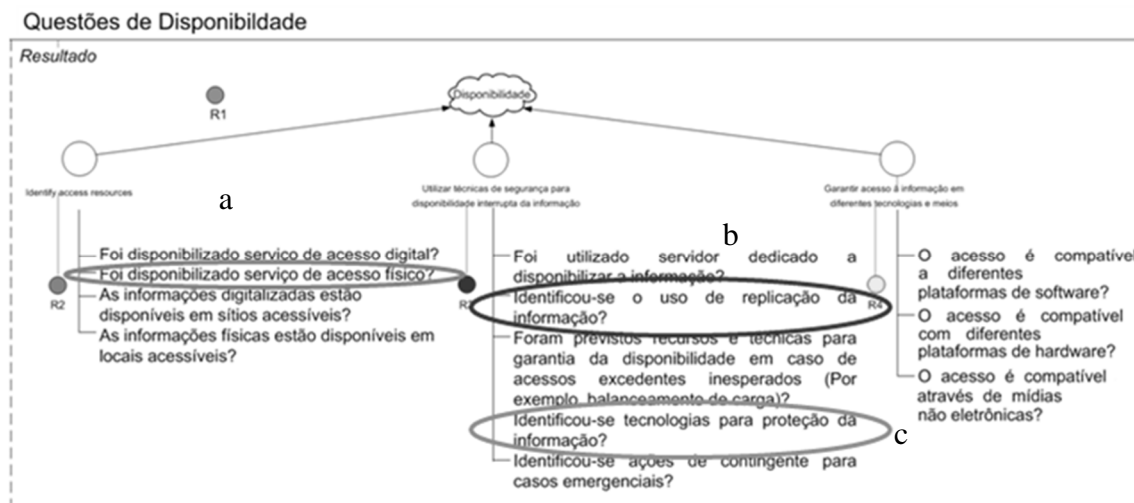 Questões de Disponibildade
Resultado
Disponibilidade
R1
Identify access resources
a
Utilizar técnicas de segurança para
disponibilidade interrupta da informação
Garantir acesso à informação em
diferentes tecnologias e meios
b
Foi disponibilizado serviço de acesso digital?
Foi disponibilizado serviço de acesso físico?
As informações digitalizadas estão
disponíveis em sítios acessíveis?
As informações físicas estão disponíveis em
locais acessíveis?
R2
R3
Foi utilizado servidor dedicado a
disponibilizar a informação?
Identificou-se o uso de replicação da
informação?
Foram previstos recursos e técnicas para
garantia da disponibilidade em caso de
acessos excedentes inesperados (Por
exemplo balanceamento de carga)?
Identificou-se tecnologias para proteção da
informação?
c
Identificou-se ações de contingente para
casos emergenciais?
R4
O acesso é compatível
a diferentes
plataformas de software?
O acesso é compatível
com diferentes
plataformas de hardware?
O acesso é compatível
através de mídias
não eletrônicas?